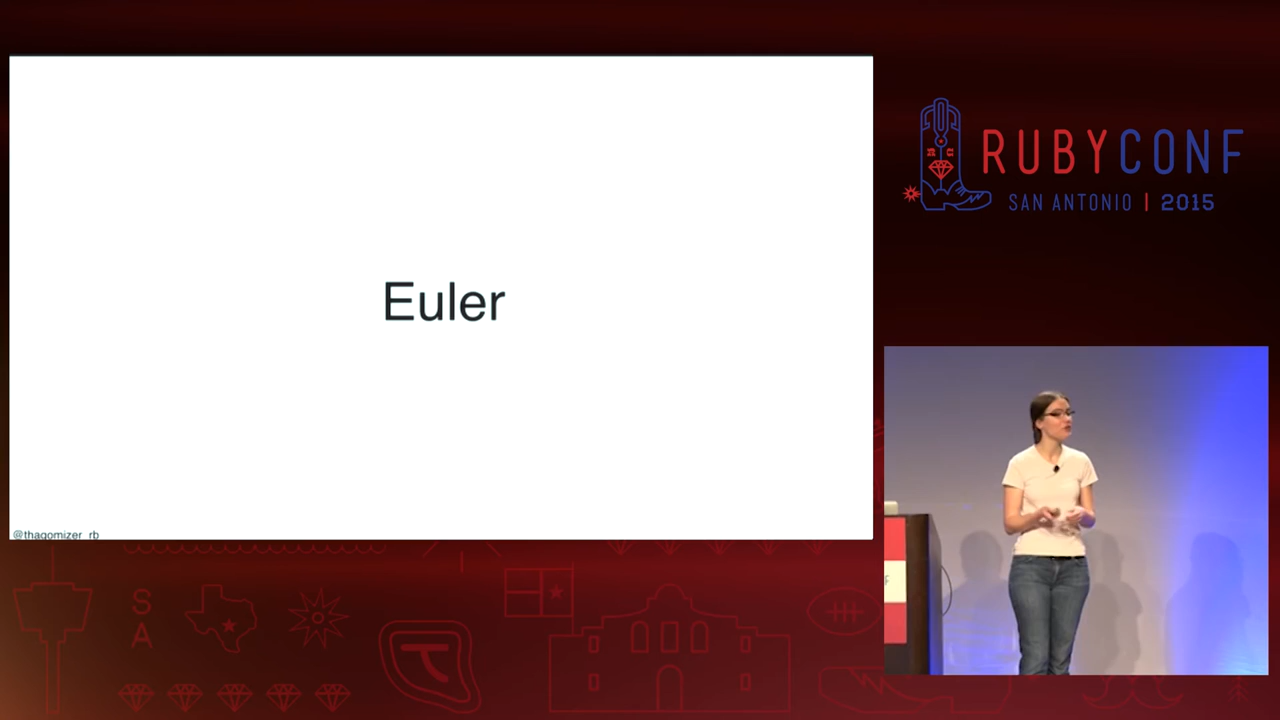 Euler
@thagomizer_rb
RUBYCONF
SAN ANTONIO | 2015
S
A
F